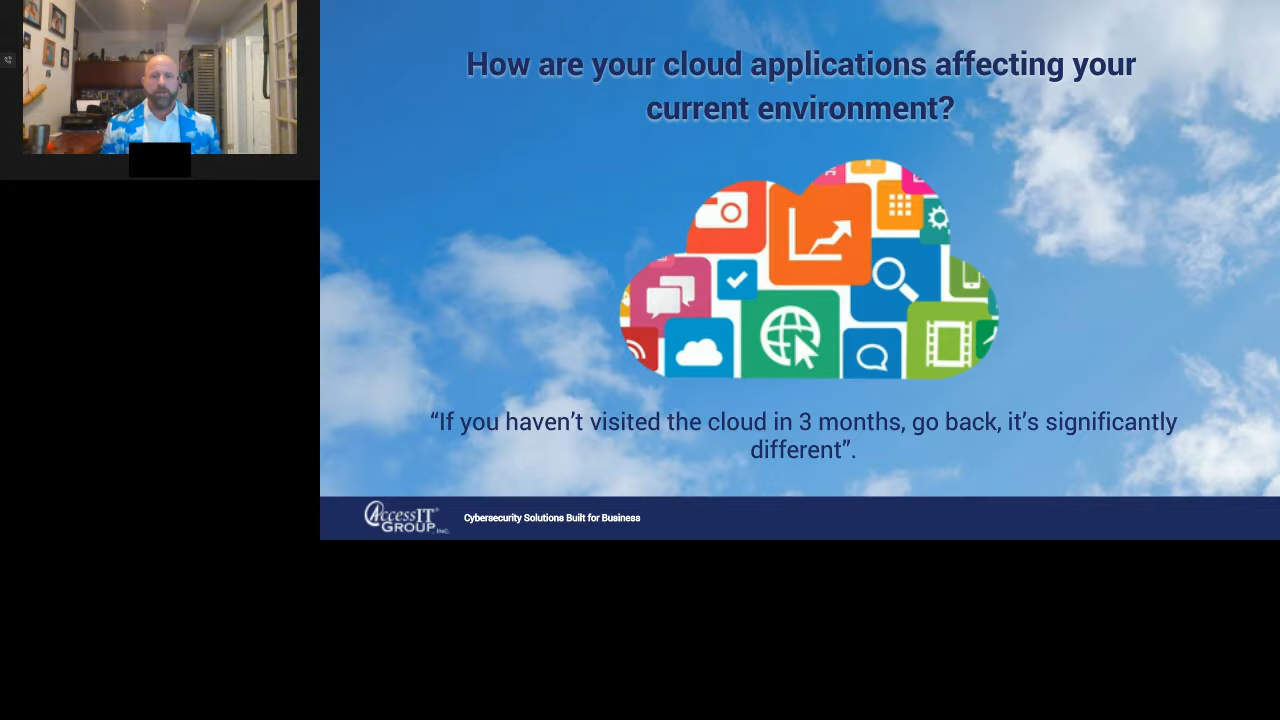 How are your cloud applications affecting your
current environment?
“If you haven’t visited the cloud in 3 months, go back, it’s significantly
different”.
AccessIT®
GROUP, INC.
Cybersecurity Solutions Built for Business